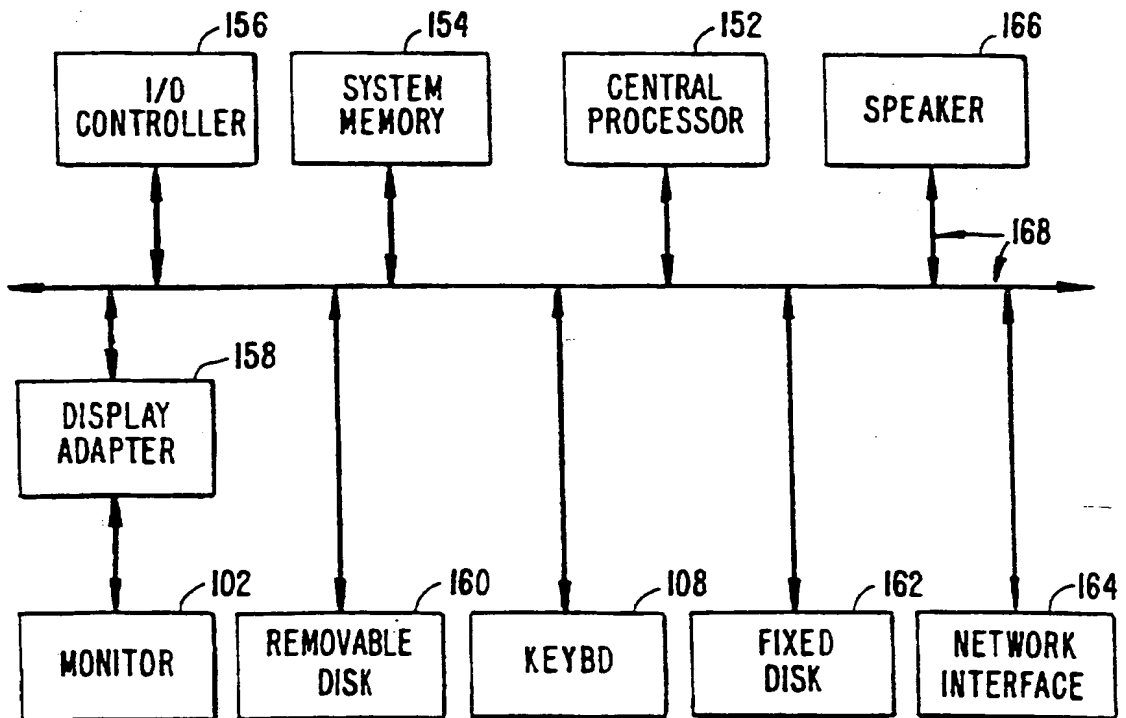 156
154
152
166
I/O
CONTROLLER
SYSTEM
MEMORY
CENTRAL
PROCESSOR
SPEAKER
168
158
DISPLAY
ADAPTER
102
160
108
162
164
MONITOR
REMOVABLE
DISK
KEYBD
FIXED
DISK
NETWORK
INTERFACE